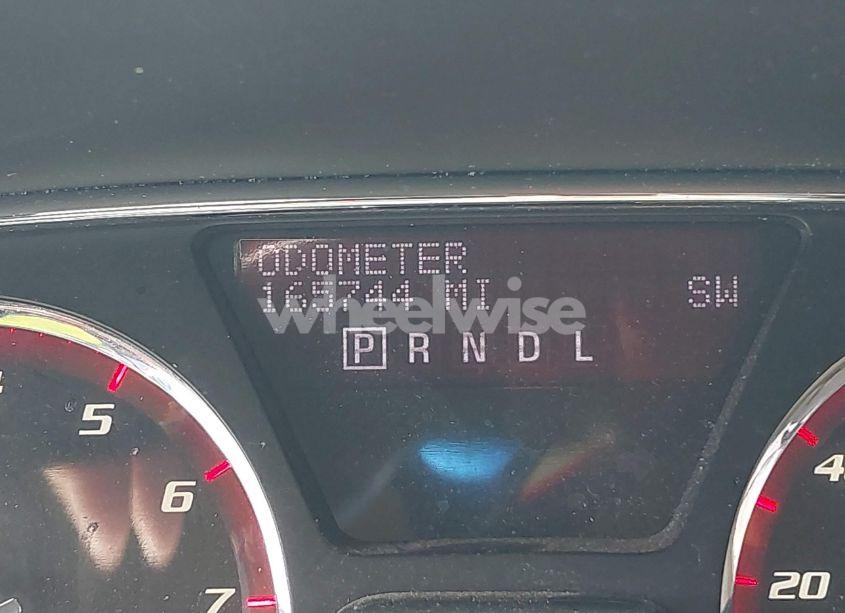 ODOMETER
165744 MI SW
wheelwise
P R N D L
5
6
7
20